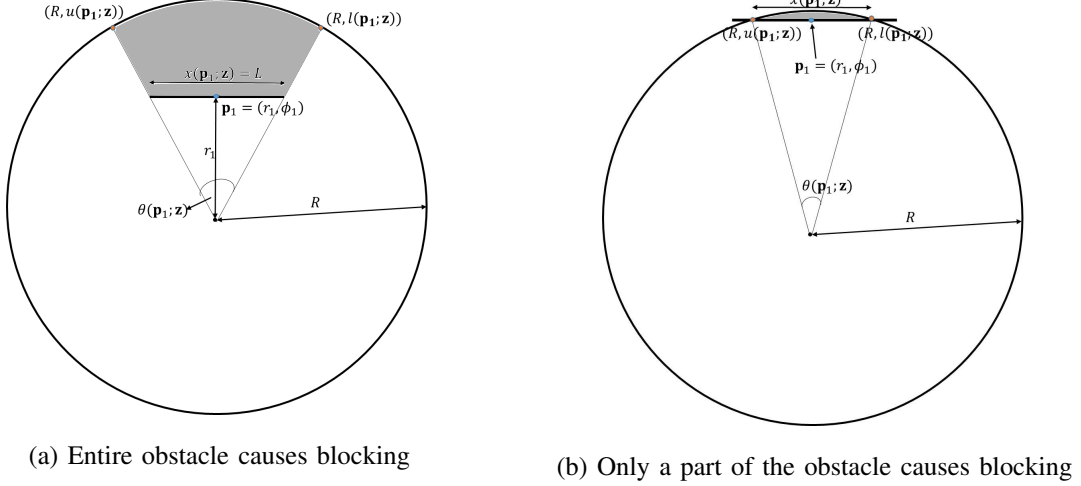 (R, u(p₁; z))
(R, l(p₁; z))
x(p₁; z) = L
p₁ = (r₁, ϕ₁)
r₁
θ(p₁; z)
R
(a) Entire obstacle causes blocking
x(p₁; z)
(R, u(p₁; z))
(R, l(p₁; z))
p₁ = (r₁, ϕ₁)
θ(p₁; z)
R
(b) Only a part of the obstacle causes blocking